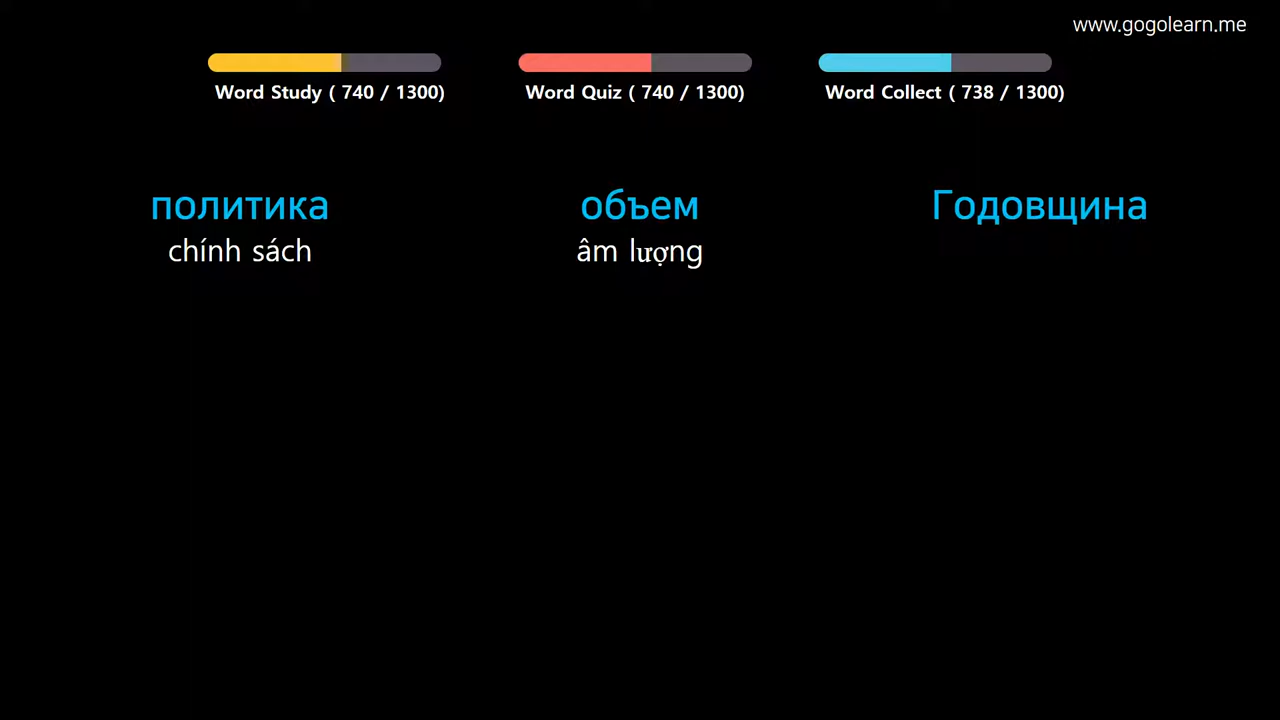 www.gogolearn.me
Word Study ( 740 / 1300)
Word Quiz ( 740 / 1300)
Word Collect ( 738 / 1300)
политика
объем
Годовщина
chính sách
âm lượng